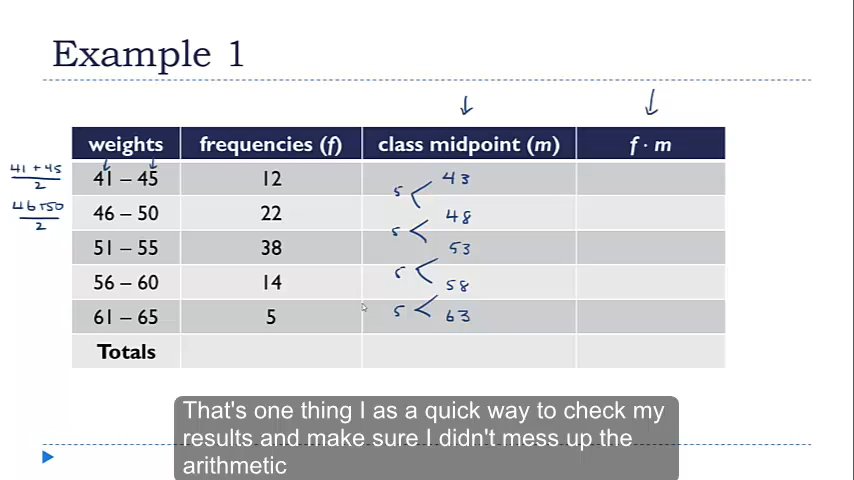 Example 1
weights frequencies (f) class midpoint (m) f · m
41 + 45
2
41 – 45 12 5 43
46+50
2
46 – 50 22 5 48
51 – 55 38 5 53
56 – 60 14 5 58
61 – 65 5 63
Totals
That's one thing I as a quick way to check my
results and make sure I didn't mess up the
arithmetic